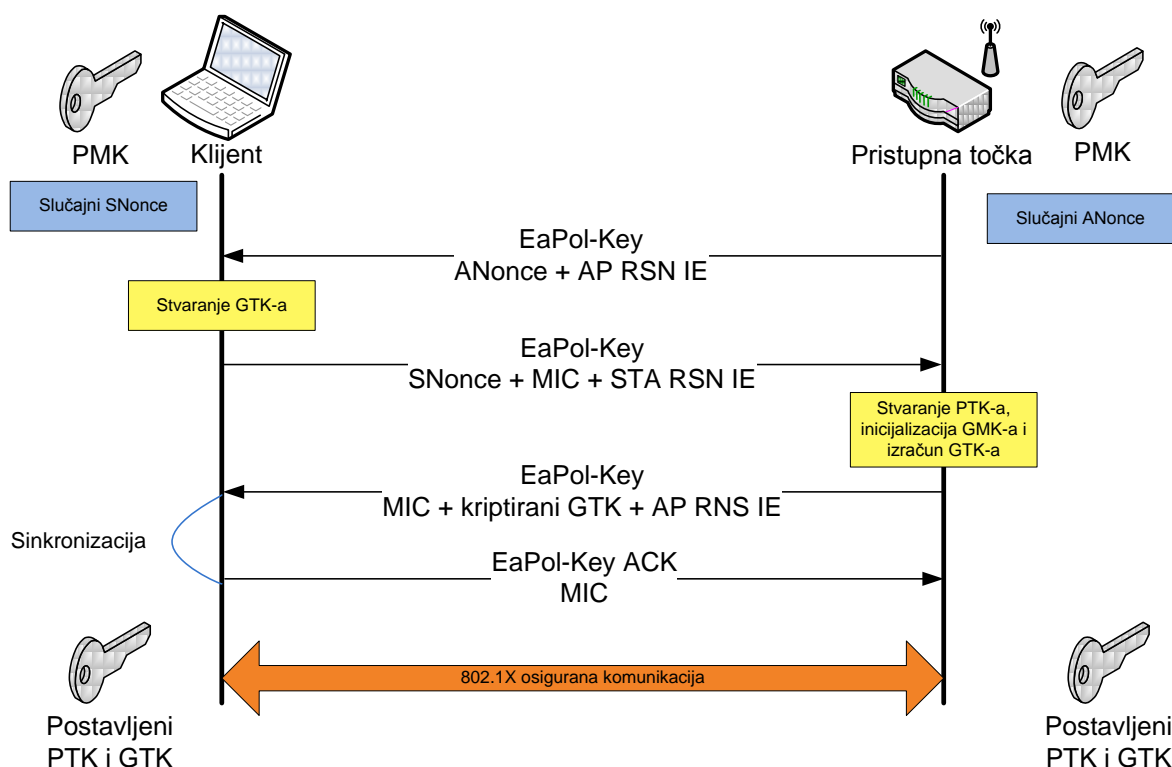 PMK
Klijent
Pristupna točka
PMK
Slučajni SNonce
Slučajni ANonce
EaPol-Key
ANonce + AP RSN IE
Stvaranje GTK-a
EaPol-Key
SNonce + MIC + STA RSN IE
Stvaranje PTK-a,
inicijalizacija GMK-a i
izračun GTK-a
EaPol-Key
MIC + kriptirani GTK + AP RNS IE
Sinkronizacija
EaPol-Key ACK
MIC
802.1X osigurana komunikacija
Postavljeni
PTK i GTK
Postavljeni
PTK i GTK